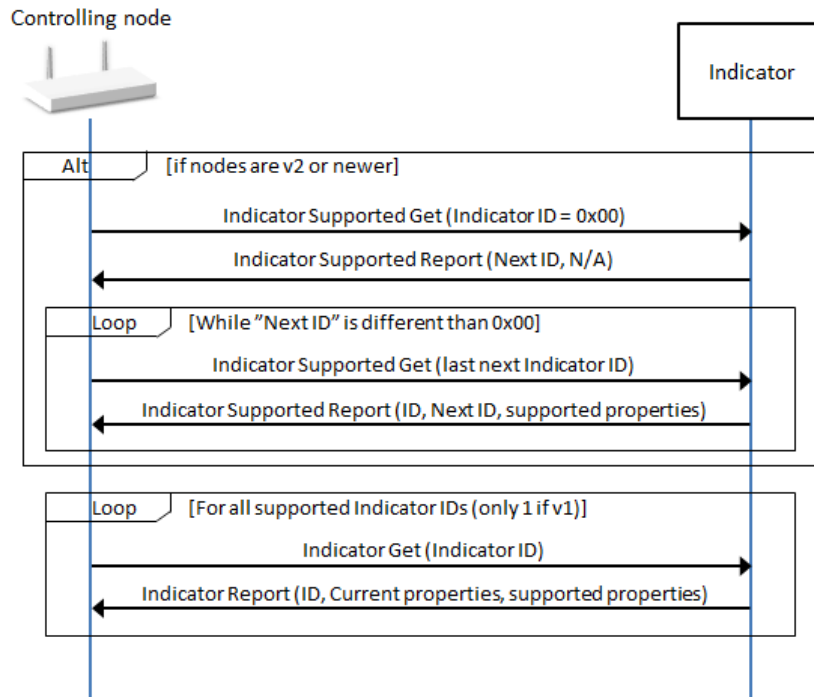 Controlling node
Indicator
Alt [if nodes are v2 or newer]
Indicator Supported Get (Indicator ID = 0x00)
Indicator Supported Report (Next ID, N/A)
Loop [While ”Next ID” is different than 0x00]
Indicator Supported Get (last next Indicator ID)
Indicator Supported Report (ID, Next ID, supported properties)
Loop [For all supported Indicator IDs (only 1 if v1)]
Indicator Get (Indicator ID)
Indicator Report (ID, Current properties, supported properties)